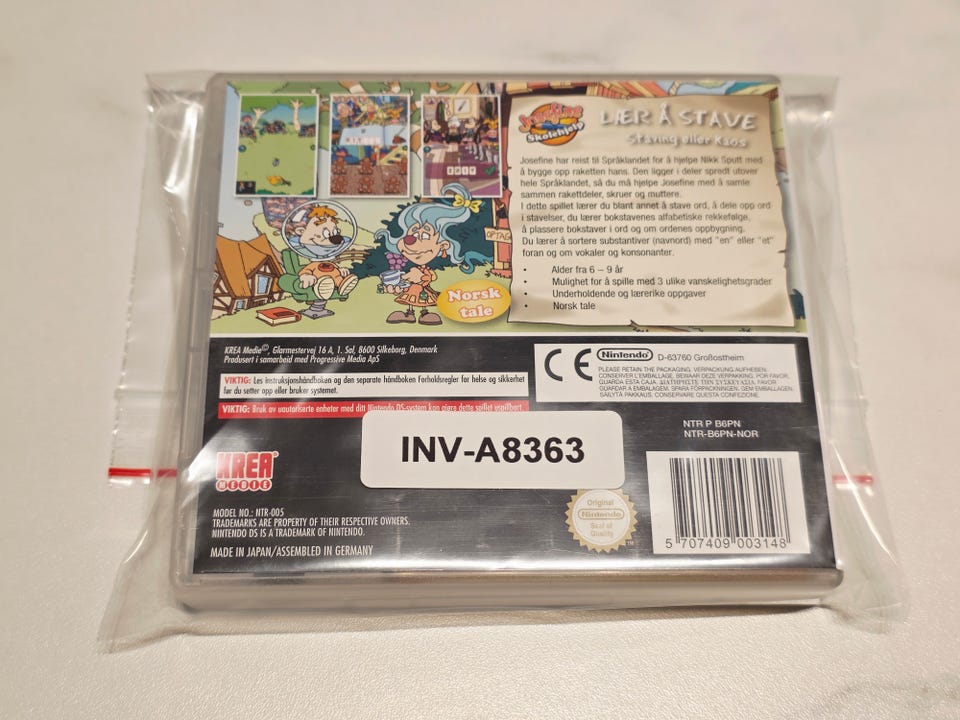 Josefine
Skolehjelp
LÆR Å STAVE
Staving eller Kaos
Josefine har reist til Språklandet for å hjelpe Nikk Sputt med
å bygge opp raketten hans. Den ligger i deler spredt utover
hele Språklandet, så du må hjelpe Josefine med å samle
sammen rakettdeler, skruer og muttere.
I dette spillet lærer du blant annet å stave ord, å dele opp ord
i stavelser, du lærer bokstavenes alfabetiske rekkefølge,
å plassere bokstaver i ord og om ordenes oppbygning.
Du lærer å sortere substantiver (navnord) med "en" eller "et"
foran og om vokaler og konsonanter.
• Alder fra 6 – 9 år
• Mulighet for å spille med 3 ulike vanskelighetsgrader
• Underholdende og lærerike oppgaver
• Norsk tale
OPTAG
Norsk
tale
KREA Medie©, Glarmestervej 16 A, 1. Sal, 8600 Silkeborg, Denmark
Produsert i samarbeid med Progressive Media ApS
VIKTIG: Les instruksjonshåndboken og den separate håndboken Forholdsregler for helse og sikkerhet
før du setter opp eller bruker systemet.
VIKTIG: Bruk av uautoriserte enheter med ditt Nintendo DS-system kan gjøre dette spillet uspillbart.
CE
Nintendo
D-63760 Großostheim
PLEASE RETAIN THE PACKAGING. VERPACKUNG AUFHEBEN.
CONSERVER L'EMBALLAGE. BEWAAR DEZE VERPAKKING. POR FAVOR,
GUARDA ESTA CAJA. ΔΙΑΤΗΡΗΣΤΕ ΤΗΝ ΣΥΣΚΕΥΑΣΙΑ. FAVOR
GUARDAR A EMBALAGEM. SPARA FÖRPACKNINGEN. GEM EMBALLAGEN.
SÄILYTÄ PAKKAUS. CONSERVARE QUESTA CONFEZIONE.
NTR P B6PN
NTR-B6PN-NOR
INV-A8363
KREA
MEDIE
MODEL NO.: NTR-005
TRADEMARKS ARE PROPERTY OF THEIR RESPECTIVE OWNERS.
NINTENDO DS IS A TRADEMARK OF NINTENDO.
MADE IN JAPAN/ASSEMBLED IN GERMANY
Original
Nintendo
Seal of
Quality
TM
5 707409 003148